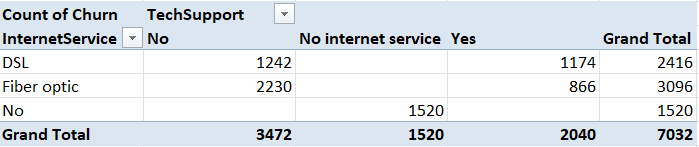 Count of Churn TechSupport
InternetService No No internet service Yes Grand Total
DSL 1242 1174 2416
Fiber optic 2230 866 3096
No 1520 1520
Grand Total 3472 1520 2040 7032